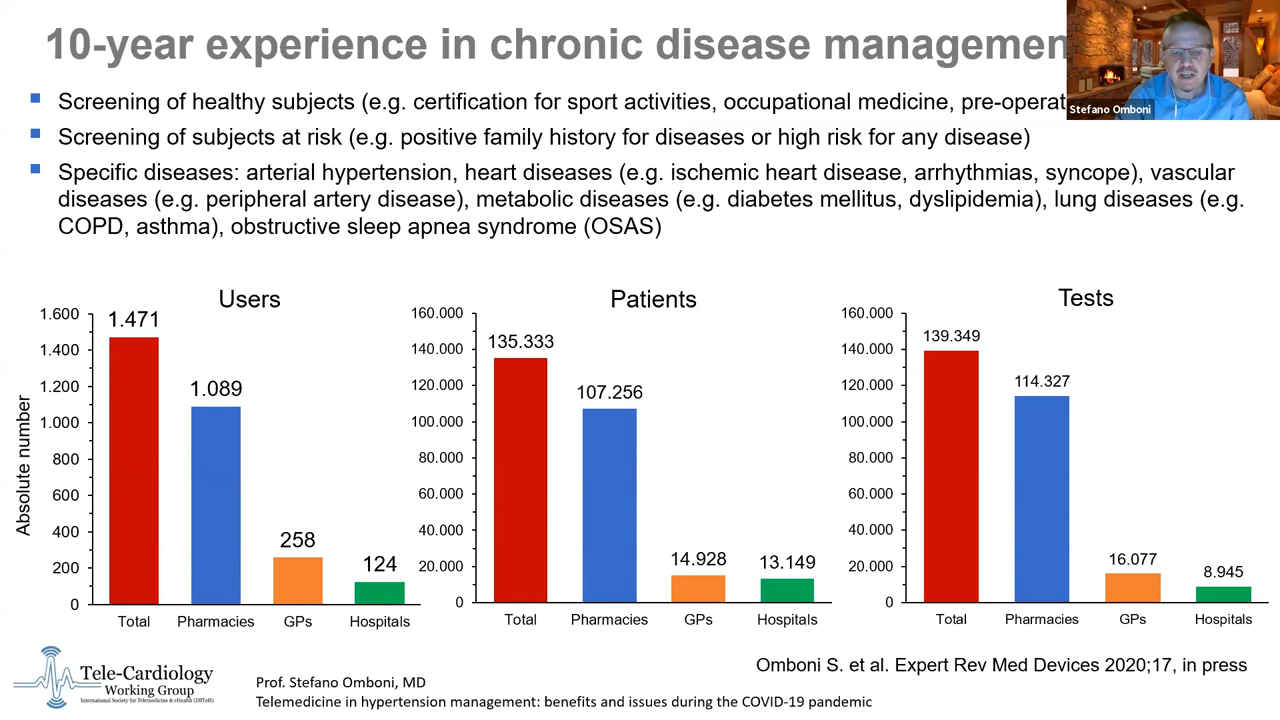 10-year experience in chronic disease managemen
Stefano Omboni
Screening of healthy subjects (e.g. certification for sport activities, occupational medicine, pre-operat
Screening of subjects at risk (e.g. positive family history for diseases or high risk for any disease)
Specific diseases: arterial hypertension, heart diseases (e.g. ischemic heart disease, arrhythmias, syncope), vascular
diseases (e.g. peripheral artery disease), metabolic diseases (e.g. diabetes mellitus, dyslipidemia), lung diseases (e.g.
COPD, asthma), obstructive sleep apnea syndrome (OSAS)
Users
Absolute number
1.600
1.400
1.200
1.000
800
600
400
200
0
1.471
1.089
258
124
Total Pharmacies GPs Hospitals
Patients
160.000
140.000
120.000
100.000
80.000
60.000
40.000
20.000
0
135.333
107.256
14.928
13.149
Total Pharmacies GPs Hospitals
Tests
160.000
140.000
120.000
100.000
80.000
60.000
40.000
20.000
0
139.349
114.327
16.077
8.945
Total Pharmacies GPs Hospitals
Omboni S. et al. Expert Rev Med Devices 2020;17, in press
Tele-Cardiology
Working Group
International Society for Telemedicine & eHealth (ISfTeH)
Prof. Stefano Omboni, MD
Telemedicine in hypertension management: benefits and issues during the COVID-19 pandemic